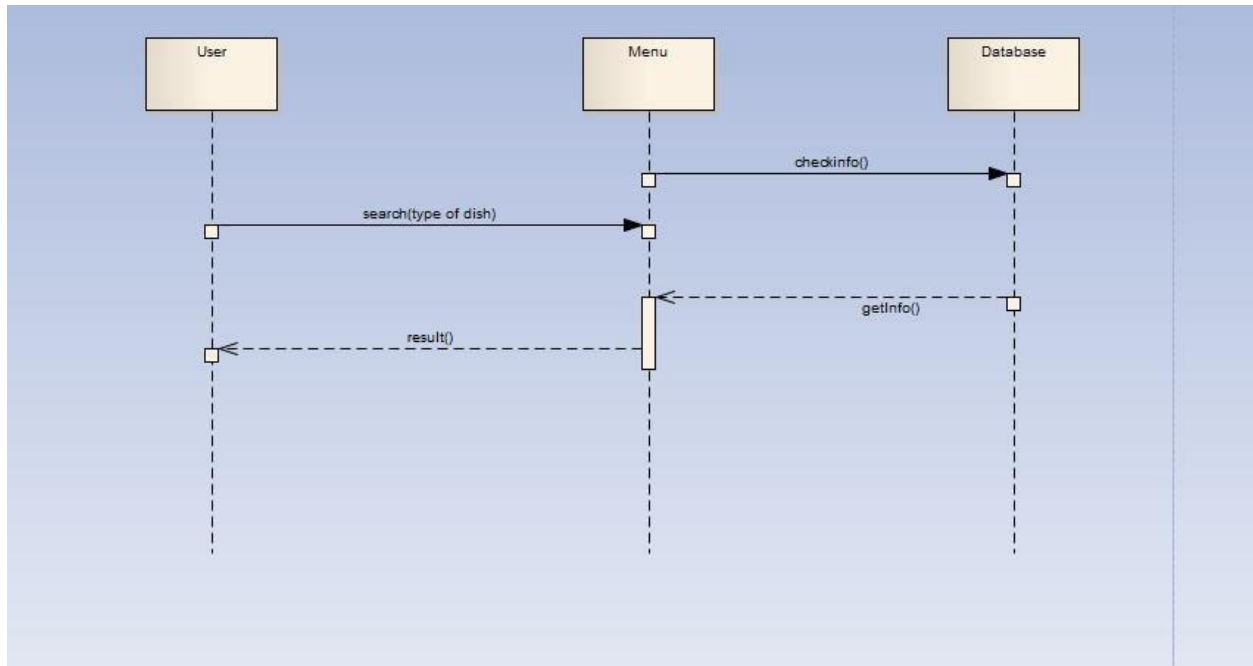 User
Menu
Database
checkinfo()
search(type of dish)
getInfo()
result()